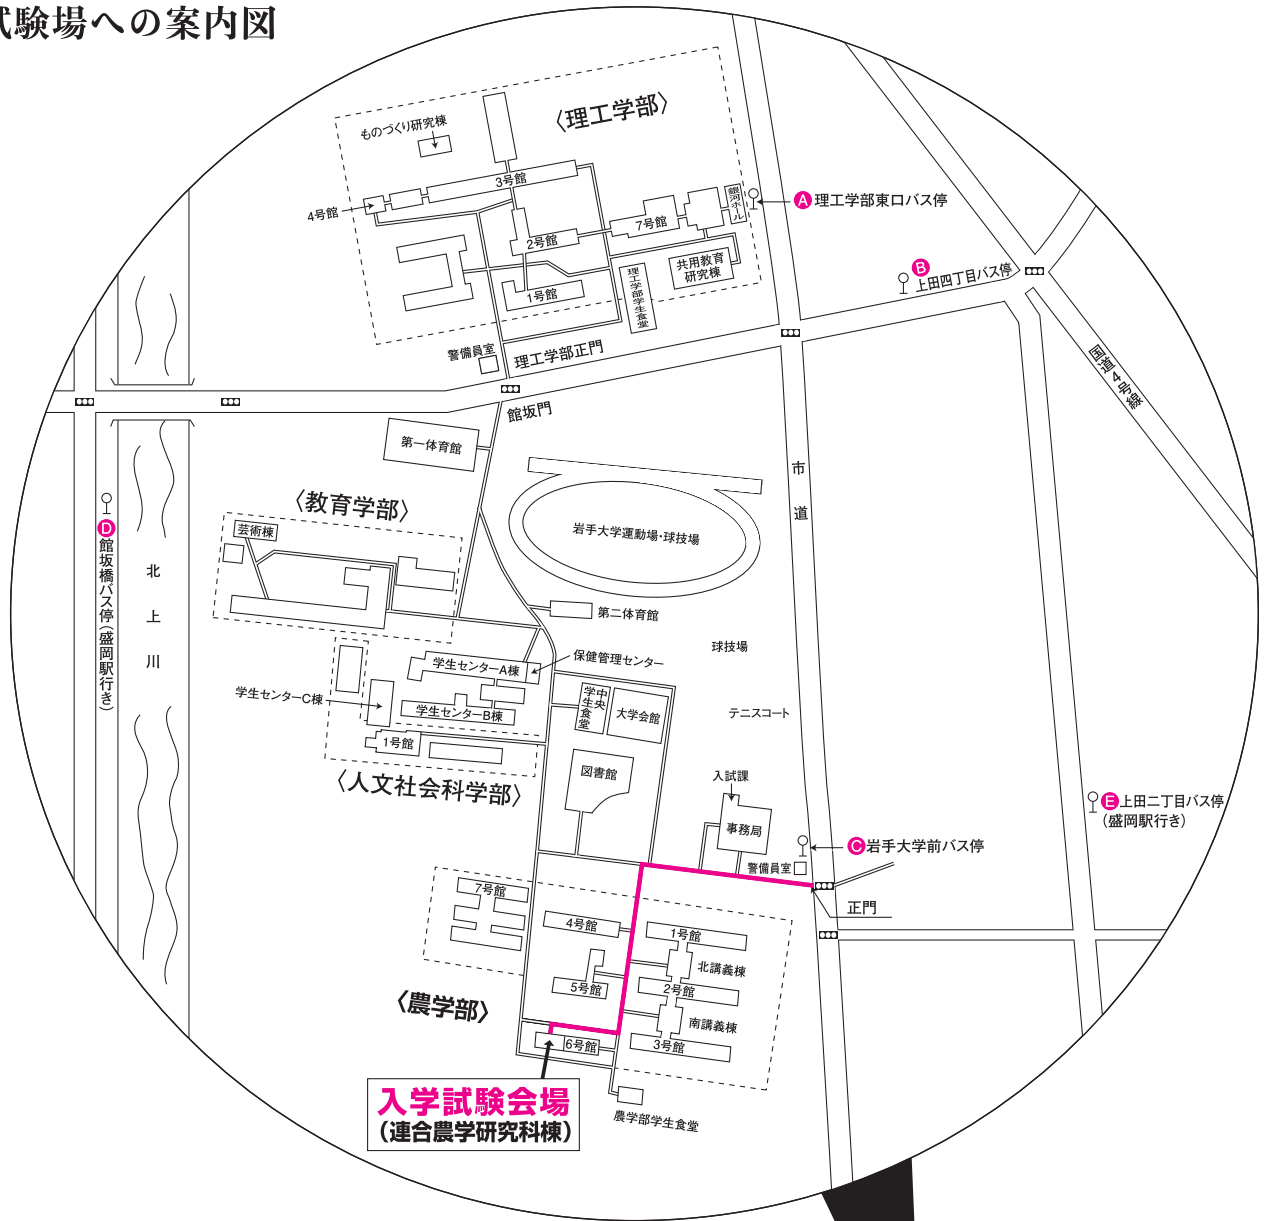 試験場への案内図
〈理工学部〉
ものづくり研究棟
3号館
4号館
2号館
7号館
銀河ホール
1号館
共用教育
研究棟
理工学部学生食堂
A 理工学部東口バス停
B 上田四丁目バス停
警備員室
理工学部正門
国道4号線
館坂門
第一体育館
市道
〈教育学部〉
芸術棟
岩手大学運動場・球技場
D 館坂橋バス停（盛岡駅行き）
北上川
第二体育館
球技場
学生センターA棟
保健管理センター
学生センターC棟
学生センターB棟
中央
学生食堂
大学会館
テニスコート
1号館
〈人文社会科学部〉
図書館
入試課
事務局
E 上田二丁目バス停
（盛岡駅行き）
C 岩手大学前バス停
警備員室
正門
7号館
4号館
1号館
北講義棟
5号館
2号館
〈農学部〉
南講義棟
6号館
3号館
入学試験会場
（連合農学研究科棟）
農学部学生食堂